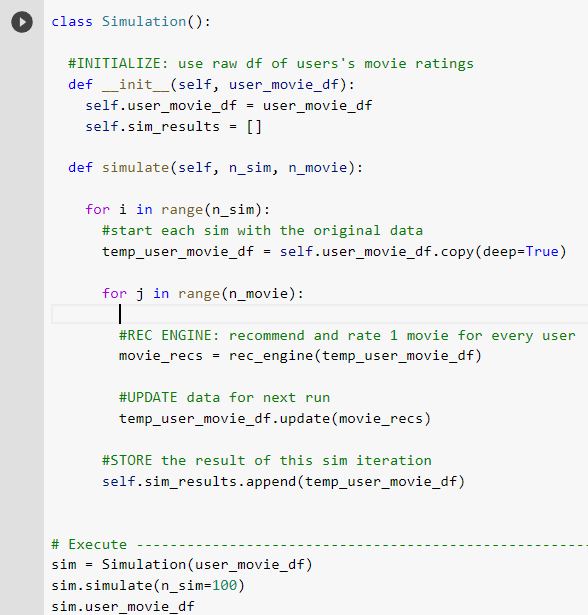 class Simulation():
#INITIALIZE: use raw df of users's movie ratings
def __init__(self, user_movie_df):
self.user_movie_df = user_movie_df
self.sim_results = []
def simulate(self, n_sim, n_movie):
for i in range(n_sim):
#start each sim with the original data
temp_user_movie_df = self.user_movie_df.copy(deep=True)
for j in range(n_movie):
#REC ENGINE: recommend and rate 1 movie for every user
movie_recs = rec_engine(temp_user_movie_df)
#UPDATE data for next run
temp_user_movie_df.update(movie_recs)
#STORE the result of this sim iteration
self.sim_results.append(temp_user_movie_df)
# Execute -------------------------------------------------------
sim = Simulation(user_movie_df)
sim.simulate(n_sim=100)
sim.user_movie_df